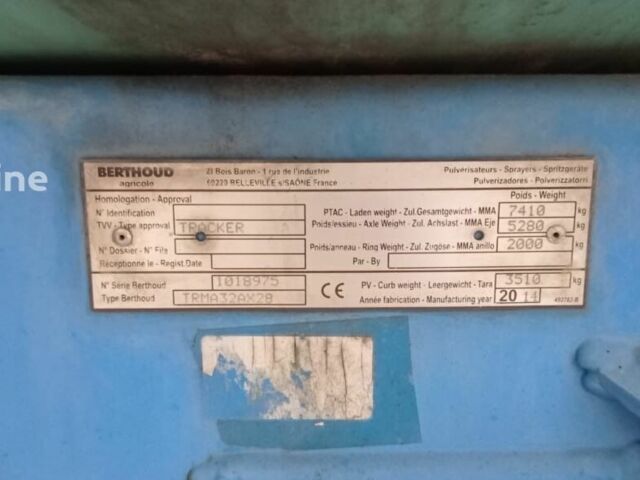 ine
BERTHOUD
agricole
ZI Bois Baron - 1 rue de l'industrie
69220 BELLEVILLE s/SAÔNE France
Pulvérisateurs - Sprayers - Spritzgeräte
Pulverizadores - Polverizzatori
Homologation - Approval
Poids - Weight
N° Identification
PTAC - Laden weight - Zul.Gesamtgewicht - MMA 7410 kg
TVV - Type approval TRACKER
Poids/essieu - Axle Weight - Zul. Achslast - MMA Eje 5280 kg
N° Dossier - N° File
Poids/anneau - Ring Weight - Zul. Zugöse - MMA anillo 2000 kg
Réceptionné le - Regist.Date
Par - By
N° Série Berthoud 1018975
CE
PV - Curb weight - Leergewicht - Tara 3510 kg
Type Berthoud TRMA32AX28
Année fabrication - Manufacturing year 2014